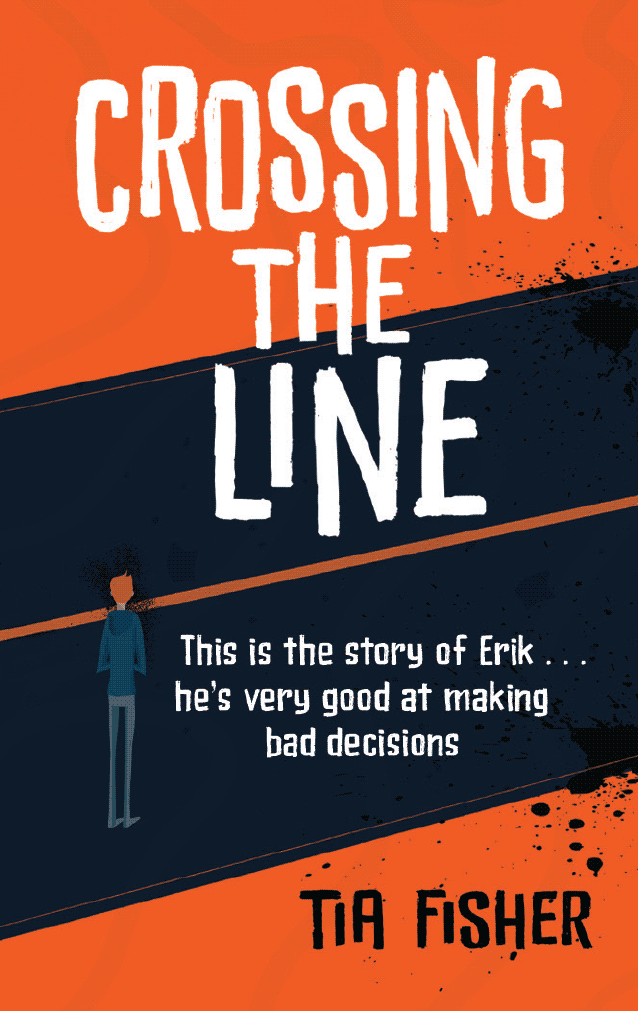 CROSSING
THE
LINE
This is the story of Erik . . .
he's very good at making
bad decisions
TIA FISHER